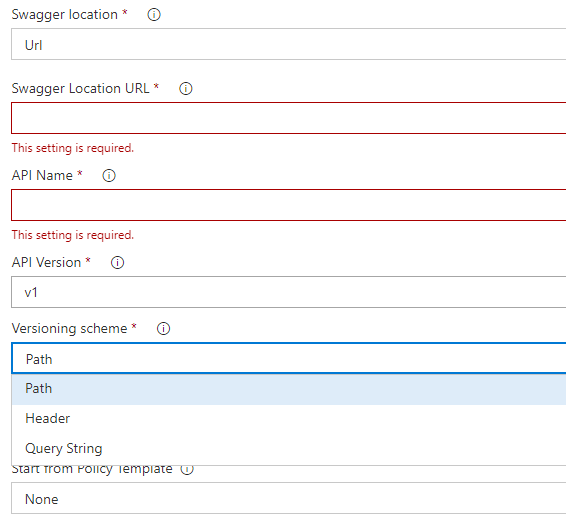 Swagger location *
Url
Swagger Location URL *
This setting is required.
API Name *
This setting is required.
API Version *
v1
Versioning scheme *
Path
Path
Header
Query String
Start from Policy Template
None